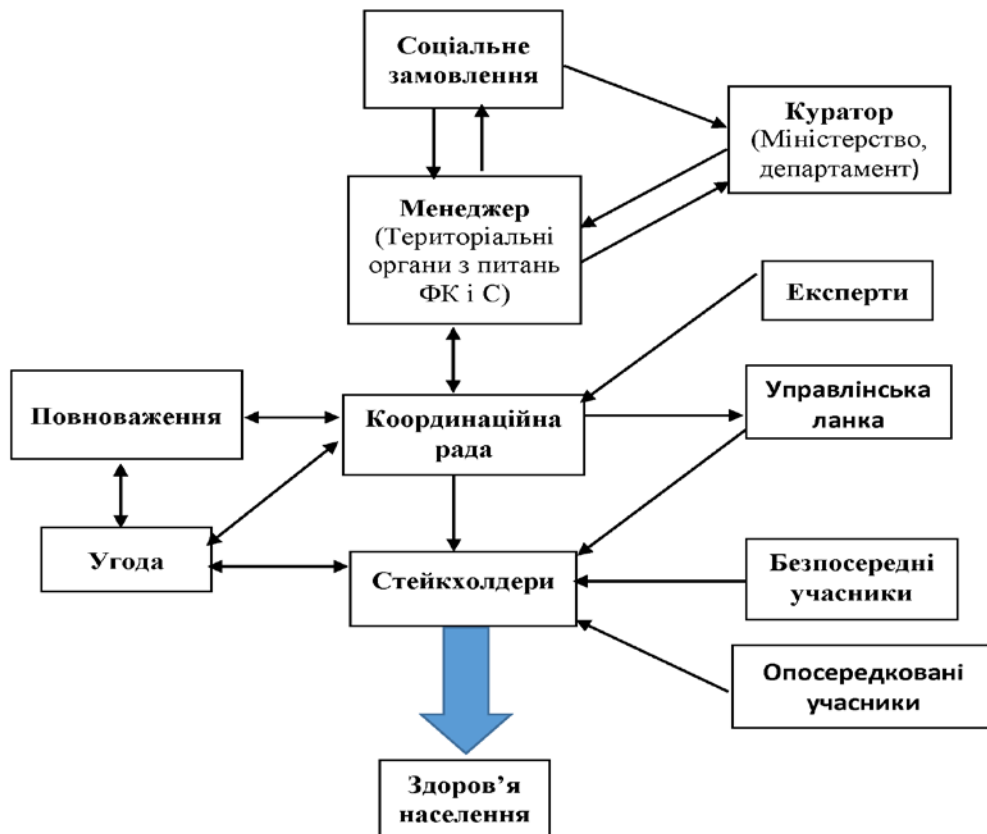 Соціальне
замовлення
Куратор
(Міністерство,
департамент)
Менеджер
(Територіальні
органи з питань
ФК і С)
Експерти
Повноваження
Координаційна
рада
Управлінська
ланка
Угода
Стейкхолдери
Безпосередні
учасники
Опосередковані
учасники
Здоров’я
населення